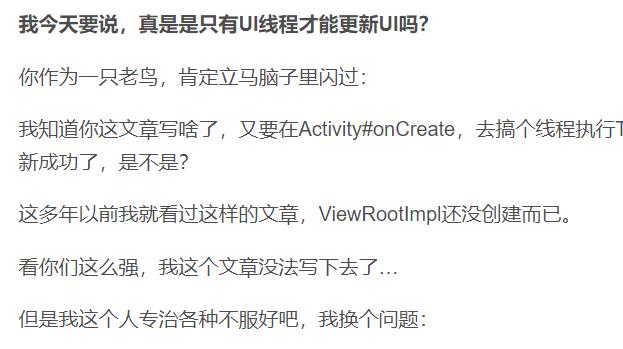 我今天要说，真是是只有UI线程才能更新UI吗？
你作为一只老鸟，肯定立马脑子里闪过：
我知道你这文章写啥了，又要在Activity#onCreate，去搞个线程执行
新成功了，是不是？
这多年以前我就看过这样的文章，ViewRootImpl还没创建而已。
看你们这么强，我这个文章没法写下去了...
但是我这个人专治各种不服好吧，我换个问题：